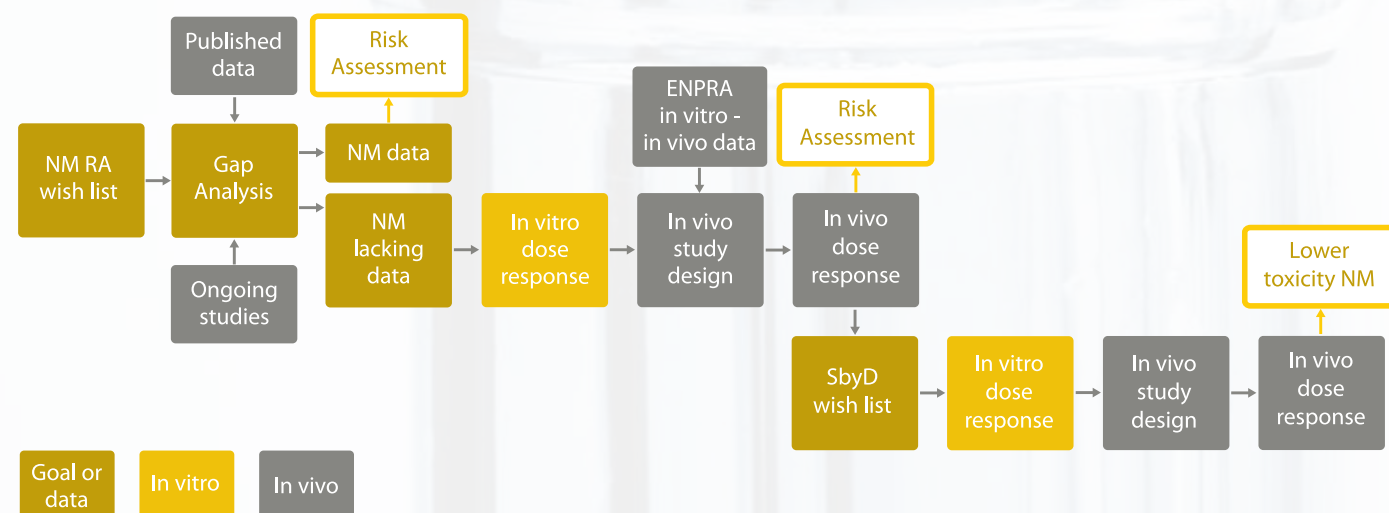 Published
data
Risk
Assessment
NM RA
wish list
Gap
Analysis
NM data
NM
lacking
data
Ongoing
studies
In vitro
dose
response
ENPRA
in vitro -
in vivo data
In vivo
study
design
Risk
Assessment
In vivo
dose
response
SbyD
wish list
In vitro
dose
response
In vivo
study
design
Lower
toxicity NM
In vivo
dose
response
Goal or
data
In vitro
In vivo